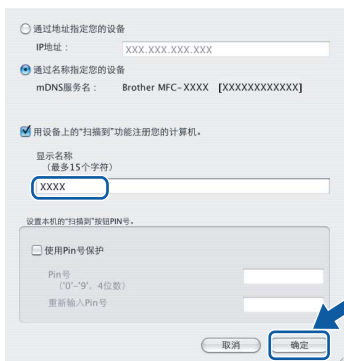 通过地址指定您的设备
IP地址： XXX.XXX.XXX.XXX
通过名称指定您的设备
mDNS服务名： Brother MFC-XXXX [XXXXXXXXXXXX]
用设备上的“扫描到”功能注册您的计算机。
显示名称
（最多15个字符）
XXXX
设置本机的“扫描到”按钮PIN号。
使用Pin号保护
Pin号
（'0'-'9'，4位数）
重新输入Pin号
取消 确定